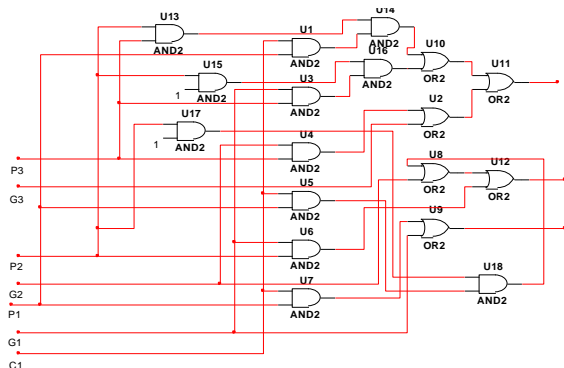 U13
AND2
U1
AND2
U14
AND2
U10
OR2
U15
1
AND2
U16
AND2
U11
OR2
U3
AND2
U17
1
AND2
U2
OR2
U4
AND2
P3
G3
U5
AND2
U8
OR2
U12
OR2
U9
OR2
U6
AND2
P2
U18
AND2
G2
U7
AND2
P1
G1
C1